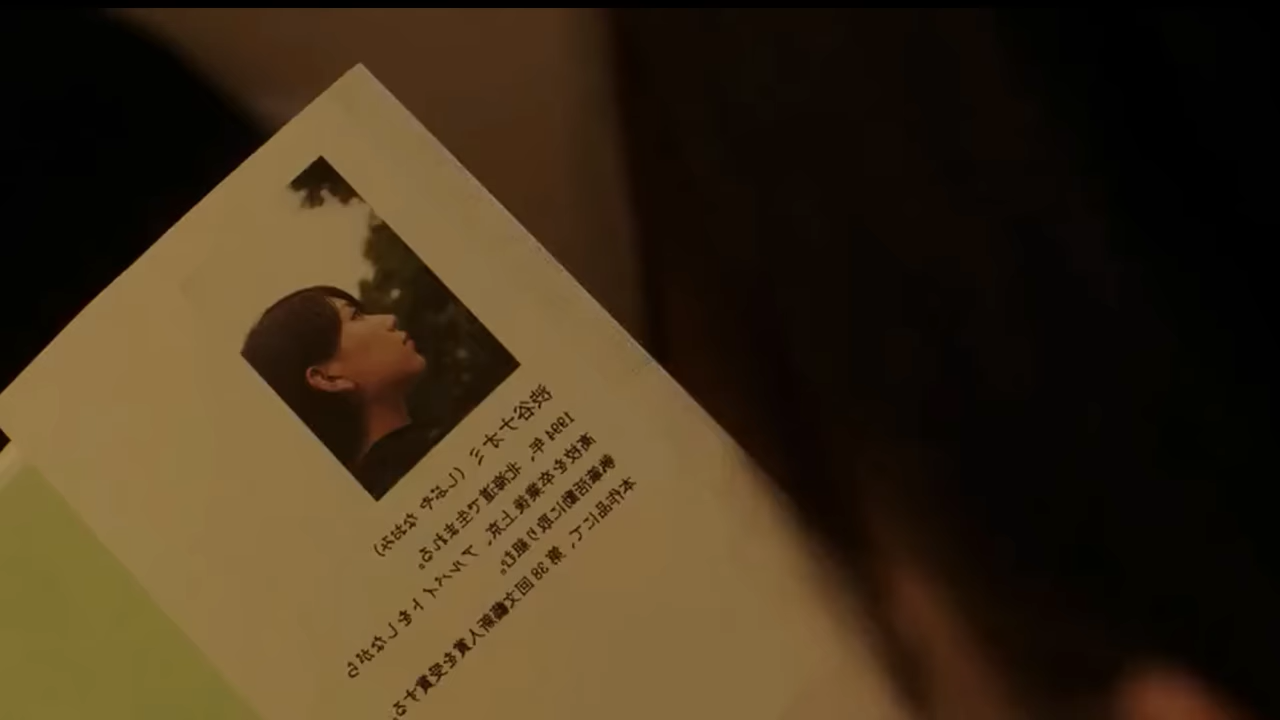 渋谷ナオミ（しぶや なおみ）
1994年、北海道に生まれる。
高校を卒業後上京、アルバイトをしながら
執筆活動に取り組む。
本作品にて、第38回文藝新人賞を受賞する。